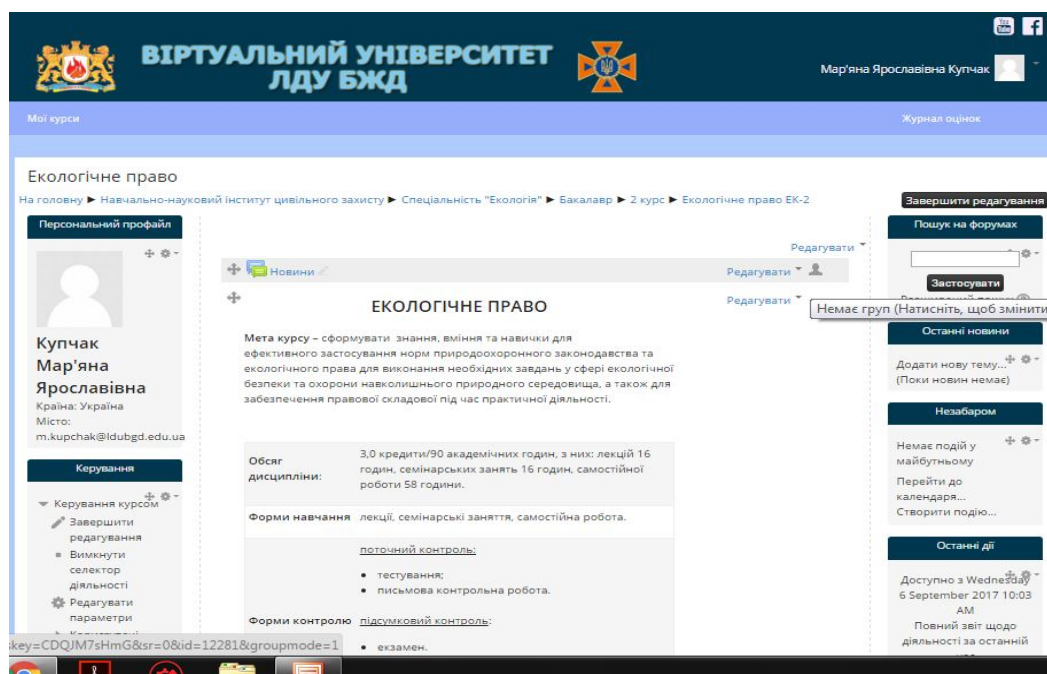 You Tube
f
ВІРТУАЛЬНИЙ УНІВЕРСИТЕТ
ЛДУ БЖД
Мар'яна Ярославівна Купчак
Мої курси
Журнал оцінок
Екологічне право
На головну ► Навчально-науковий інститут цивільного захисту ► Спеціальність "Екологія" ► Бакалавр ► 2 курс ► Екологічне право ЕК-2
Завершити редагування
Персональний профайл
Купчак
Мар'яна
Ярославівна
Країна: Україна
Місто:
m.kupchak@ldubgd.edu.ua
Керування
Керування курсом
Завершити
редагування
Вимкнути
селектор
діяльності
Редагувати
параметри
Редагувати
Новини
Редагувати
ЕКОЛОГІЧНЕ ПРАВО
Редагувати
Мета курсу – сформувати знання, вміння та навички для
ефективного застосування норм природоохоронного законодавства та
екологічного права для виконання необхідних завдань у сфері екологічної
безпеки та охорони навколишнього природного середовища, а також для
забезпечення правової складової під час практичної діяльності.
Обсяг
дисципліни:
3,0 кредити/90 академічних годин, з них: лекцій 16
годин, семінарських занять 16 годин, самостійної
роботи 58 години.
Форми навчання лекції, семінарські заняття, самостійна робота.
поточний контроль:
• тестування;
• письмова контрольна робота.
Форми контролю підсумковий контроль:
• екзамен.
Пошук на форумах
Застосувати
Немає груп (Натисніть, щоб змінити
Останні новини
Додати нову тему...
(Поки новин немає)
Незабаром
Немає подій у
майбутньому
Перейти до
календаря...
Створити подію...
Останні дії
Доступно з Wednesday
6 September 2017 10:03
AM
Повний звіт щодо
діяльності за останній
skey=CDQJM7sHmG&sr=0&id=12281&groupmode=1